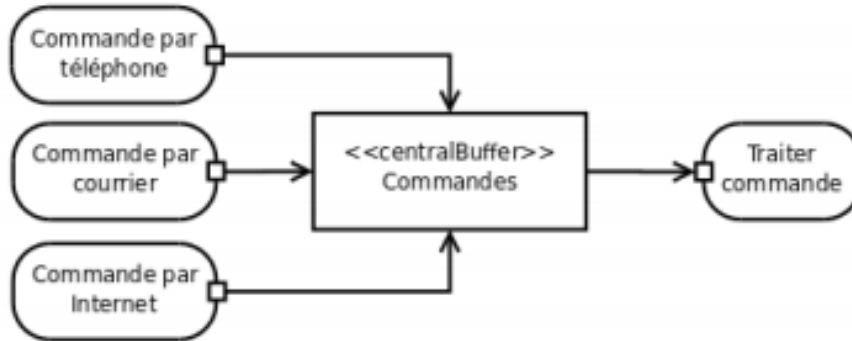 Commande par
téléphone
Commande par
courrier
Commande par
Internet
<<centralBuffer>>
Commandes
Traiter
commande